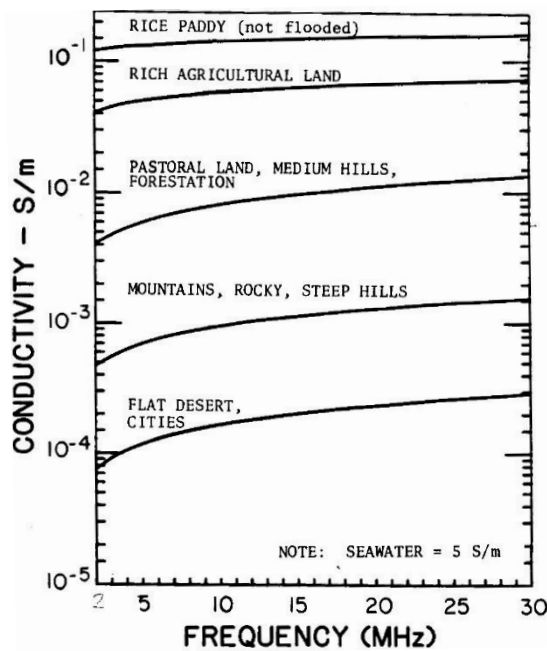 RICE PADDY (not flooded)
10-1
RICH AGRICULTURAL LAND
PASTORAL LAND, MEDIUM HILLS,
FORESTATION
10-2
MOUNTAINS, ROCKY, STEEP HILLS
10-3
FLAT DESERT,
CITIES
10-4
NOTE: SEAWATER = 5 S/m
10-5
CONDUCTIVITY - S/m
2 5 10 15 20 25 30
FREQUENCY (MHz)